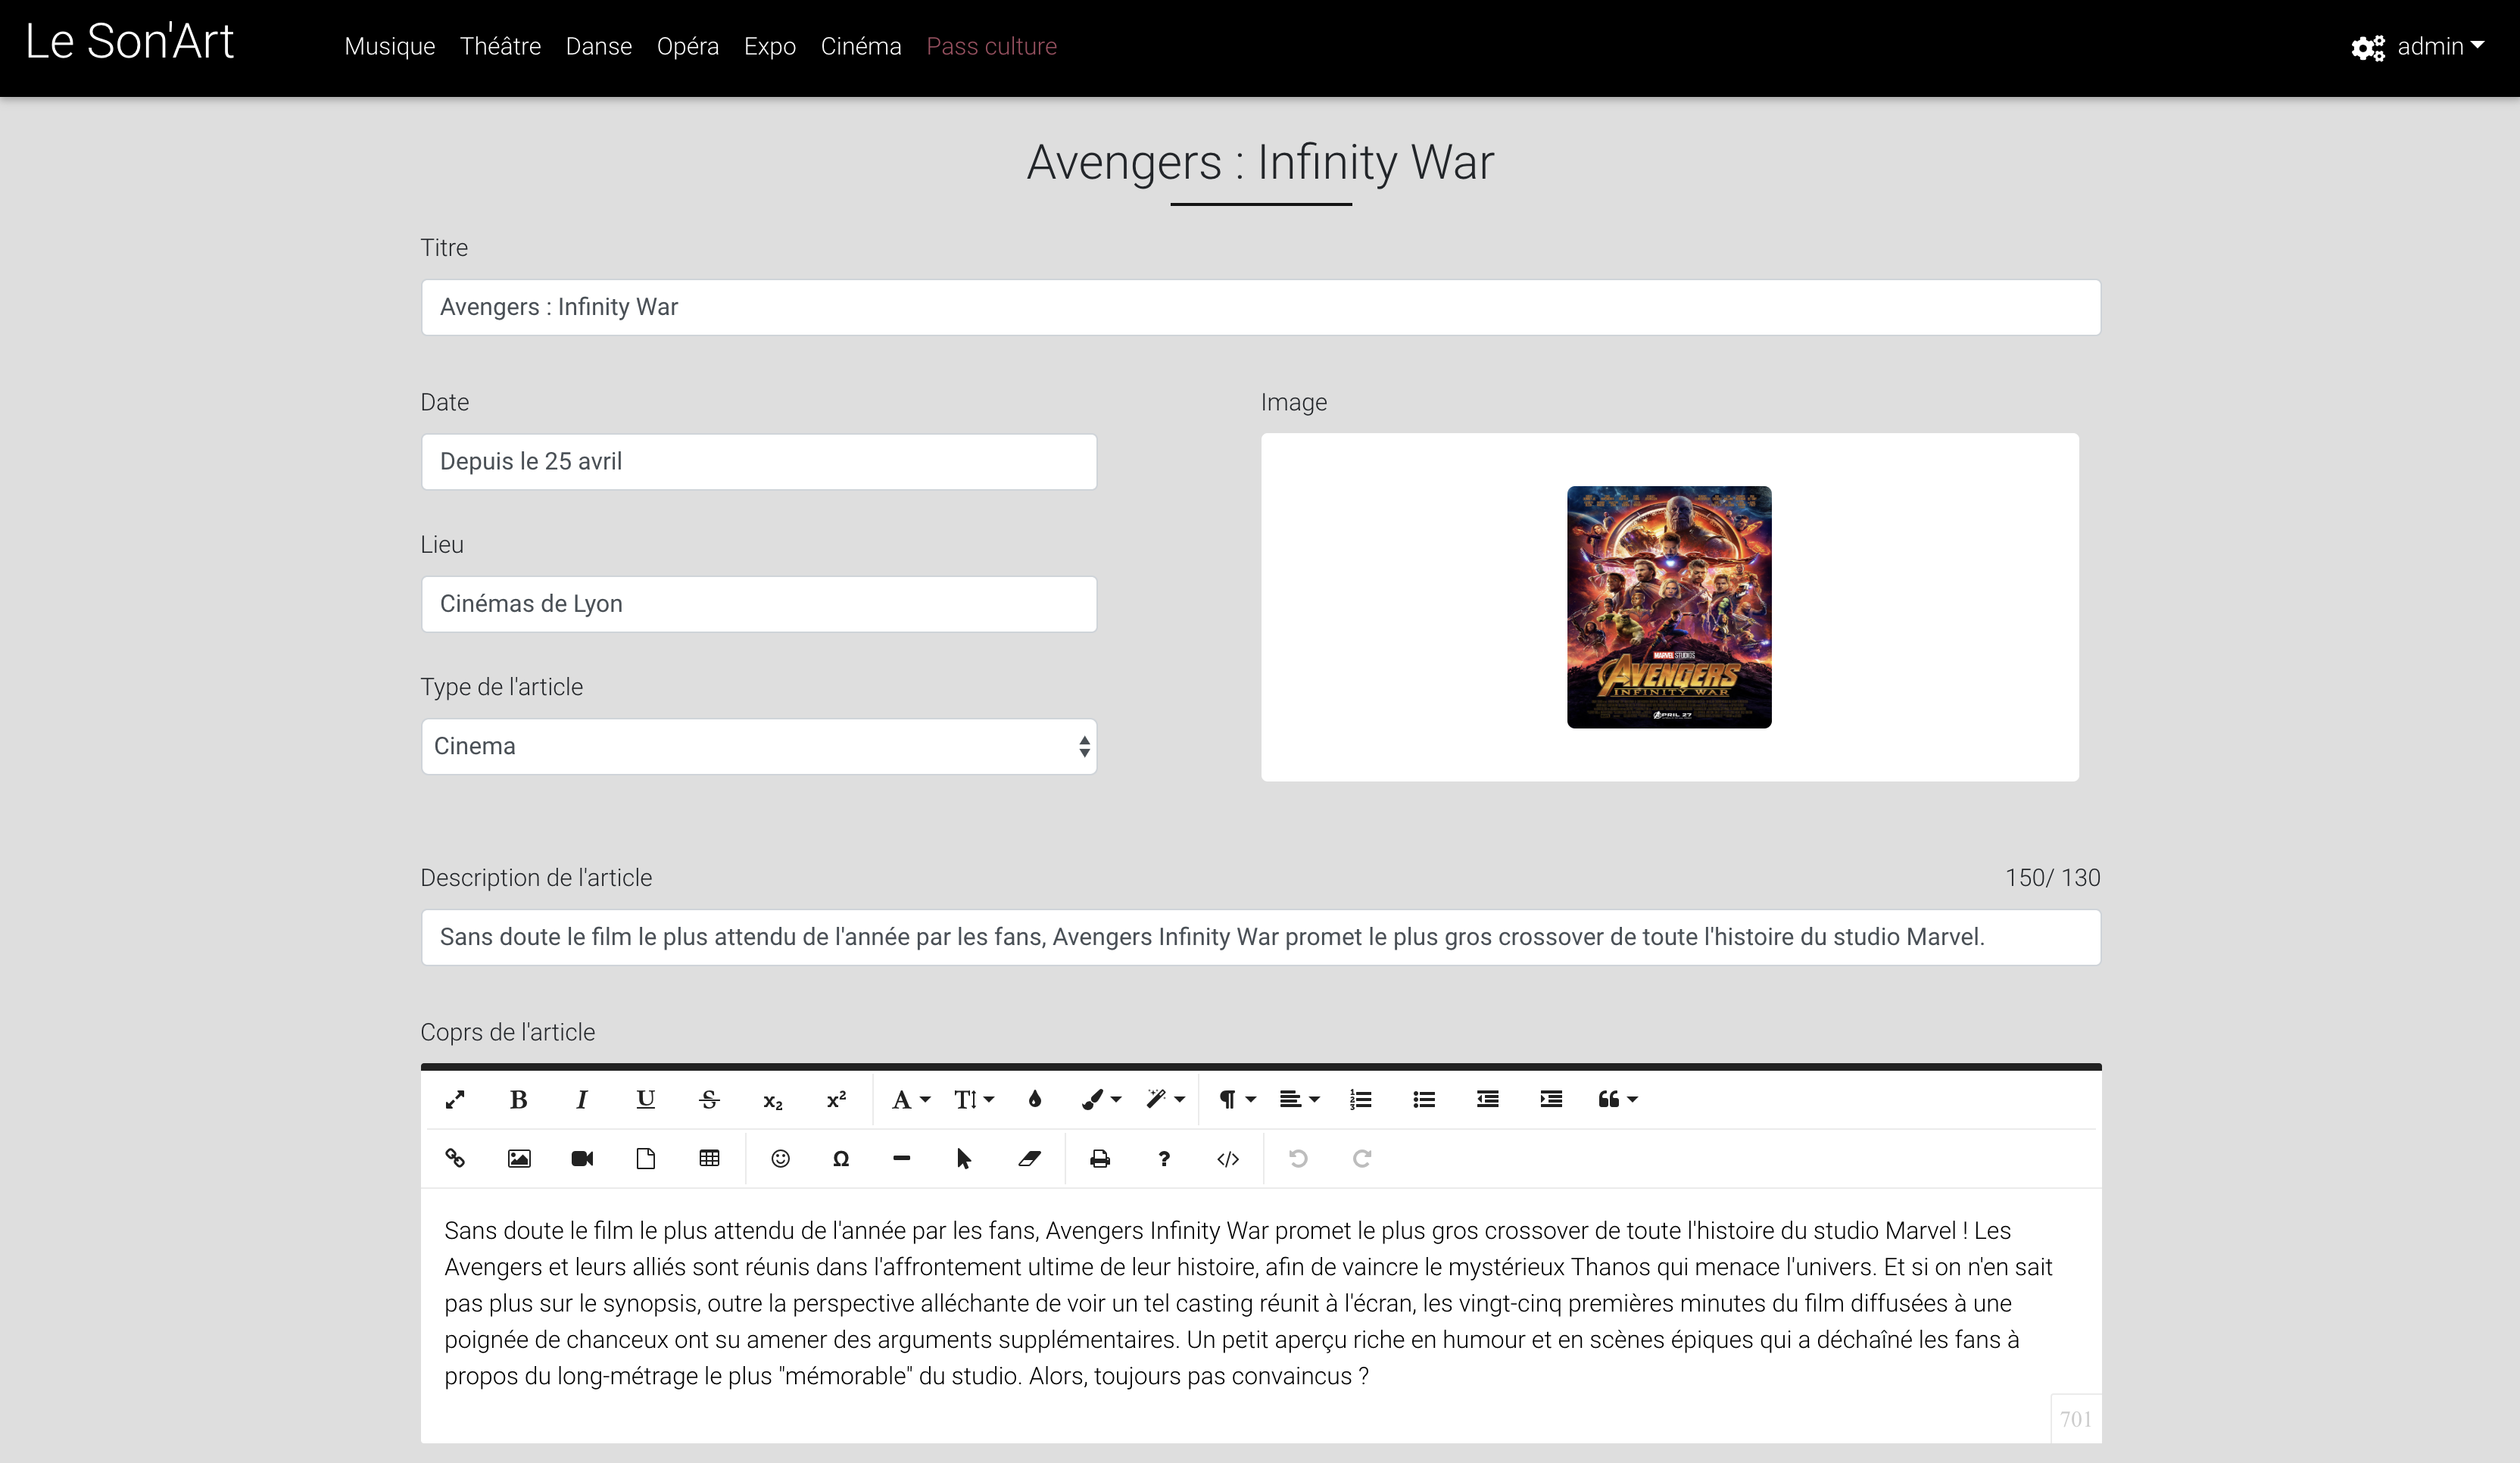 Le Son'Art
Musique Théâtre Danse Opéra Expo Cinéma Pass culture
admin
Avengers : Infinity War
Titre
Avengers : Infinity War
Date
Depuis le 25 avril
Lieu
Cinémas de Lyon
Type de l'article
Cinema
Image
MARVEL STUDIOS
AVENGERS
INFINITY WAR
APRIL 27
Description de l'article
150/ 130
Sans doute le film le plus attendu de l'année par les fans, Avengers Infinity War promet le plus gros crossover de toute l'histoire du studio Marvel.
Coprs de l'article
Sans doute le film le plus attendu de l'année par les fans, Avengers Infinity War promet le plus gros crossover de toute l'histoire du studio Marvel ! Les
Avengers et leurs alliés sont réunis dans l'affrontement ultime de leur histoire, afin de vaincre le mystérieux Thanos qui menace l'univers. Et si on n'en sait
pas plus sur le synopsis, outre la perspective alléchante de voir un tel casting réunit à l'écran, les vingt-cinq premières minutes du film diffusées à une
poignée de chanceux ont su amener des arguments supplémentaires. Un petit aperçu riche en humour et en scènes épiques qui a déchaîné les fans à
propos du long-métrage le plus "mémorable" du studio. Alors, toujours pas convaincus ?
701